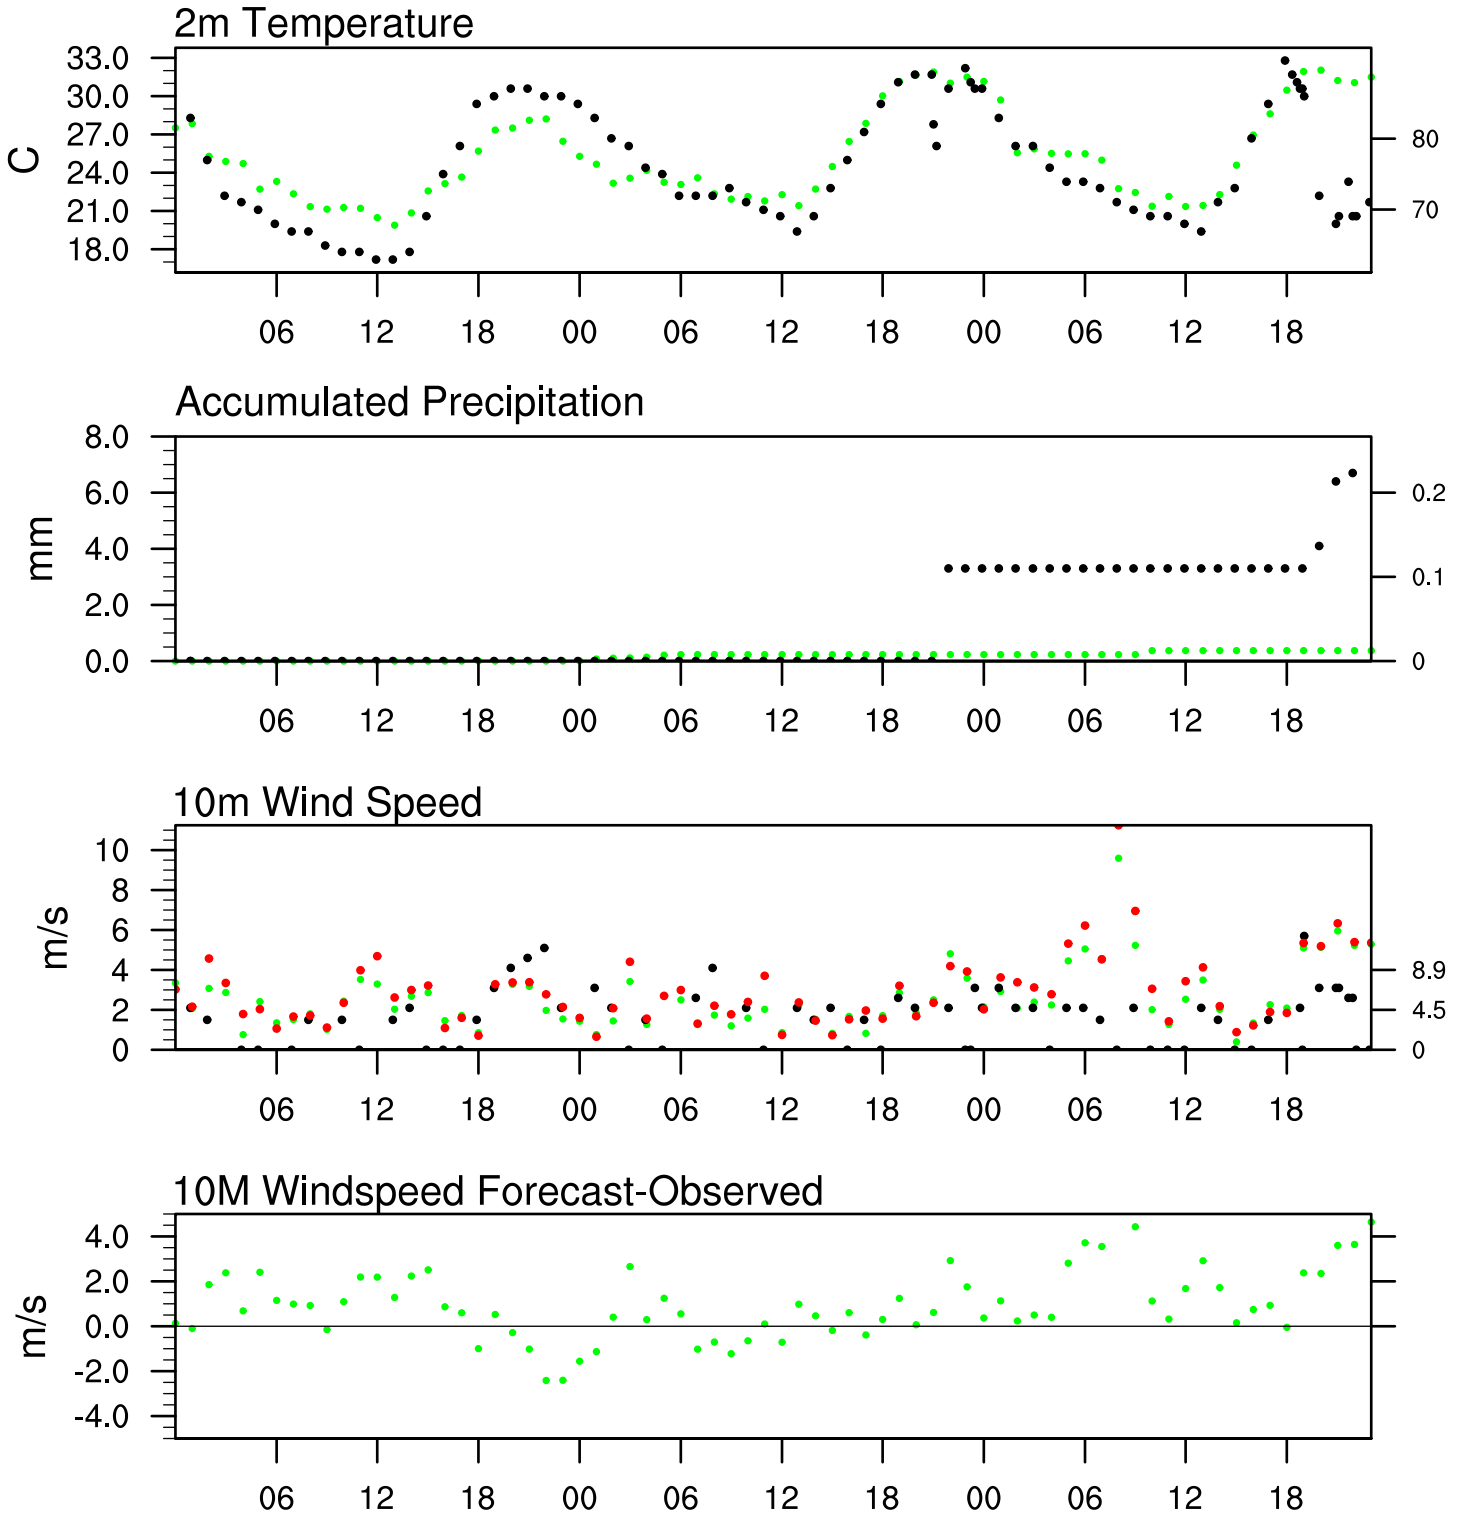 2m Temperature
33.0
30.0
27.0
24.0
21.0
18.0
C
80
70
06 12 18 00 06 12 18 00 06 12 18
Accumulated Precipitation
8.0
6.0
4.0
2.0
0.0
mm
0.2
0.1
0
06 12 18 00 06 12 18 00 06 12 18
10m Wind Speed
10
8
6
4
2
0
m/s
8.9
4.5
0
06 12 18 00 06 12 18 00 06 12 18
10M Windspeed Forecast-Observed
4.0
2.0
0.0
-2.0
-4.0
m/s
06 12 18 00 06 12 18 00 06 12 18